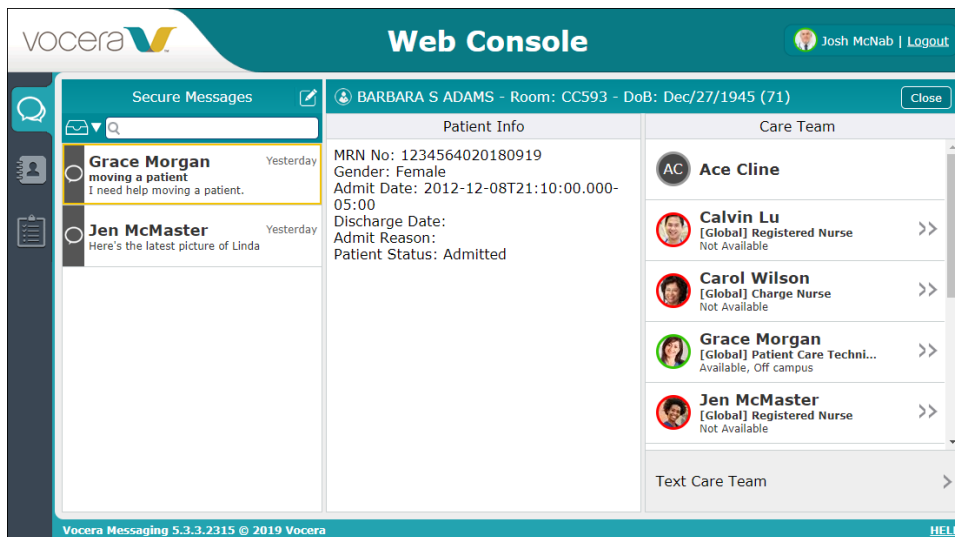 vocera
Web Console
Josh McNab | Logout
Secure Messages
BARBARA S ADAMS - Room: CC593 - DoB: Dec/27/1945 (71)
Close
Grace Morgan
Yesterday
moving a patient
I need help moving a patient.
Jen McMaster
Yesterday
Here's the latest picture of Linda
Patient Info
MRN No: 1234564020180919
Gender: Female
Admit Date: 2012-12-08T21:10:00.000-
05:00
Discharge Date:
Admit Reason:
Patient Status: Admitted
Care Team
AC
Ace Cline
Calvin Lu
[Global] Registered Nurse
Not Available
Carol Wilson
[Global] Charge Nurse
Not Available
Grace Morgan
[Global] Patient Care Techni...
Available, Off campus
Jen McMaster
[Global] Registered Nurse
Not Available
Text Care Team
Vocera Messaging 5.3.3.2315 © 2019 Vocera
HELP